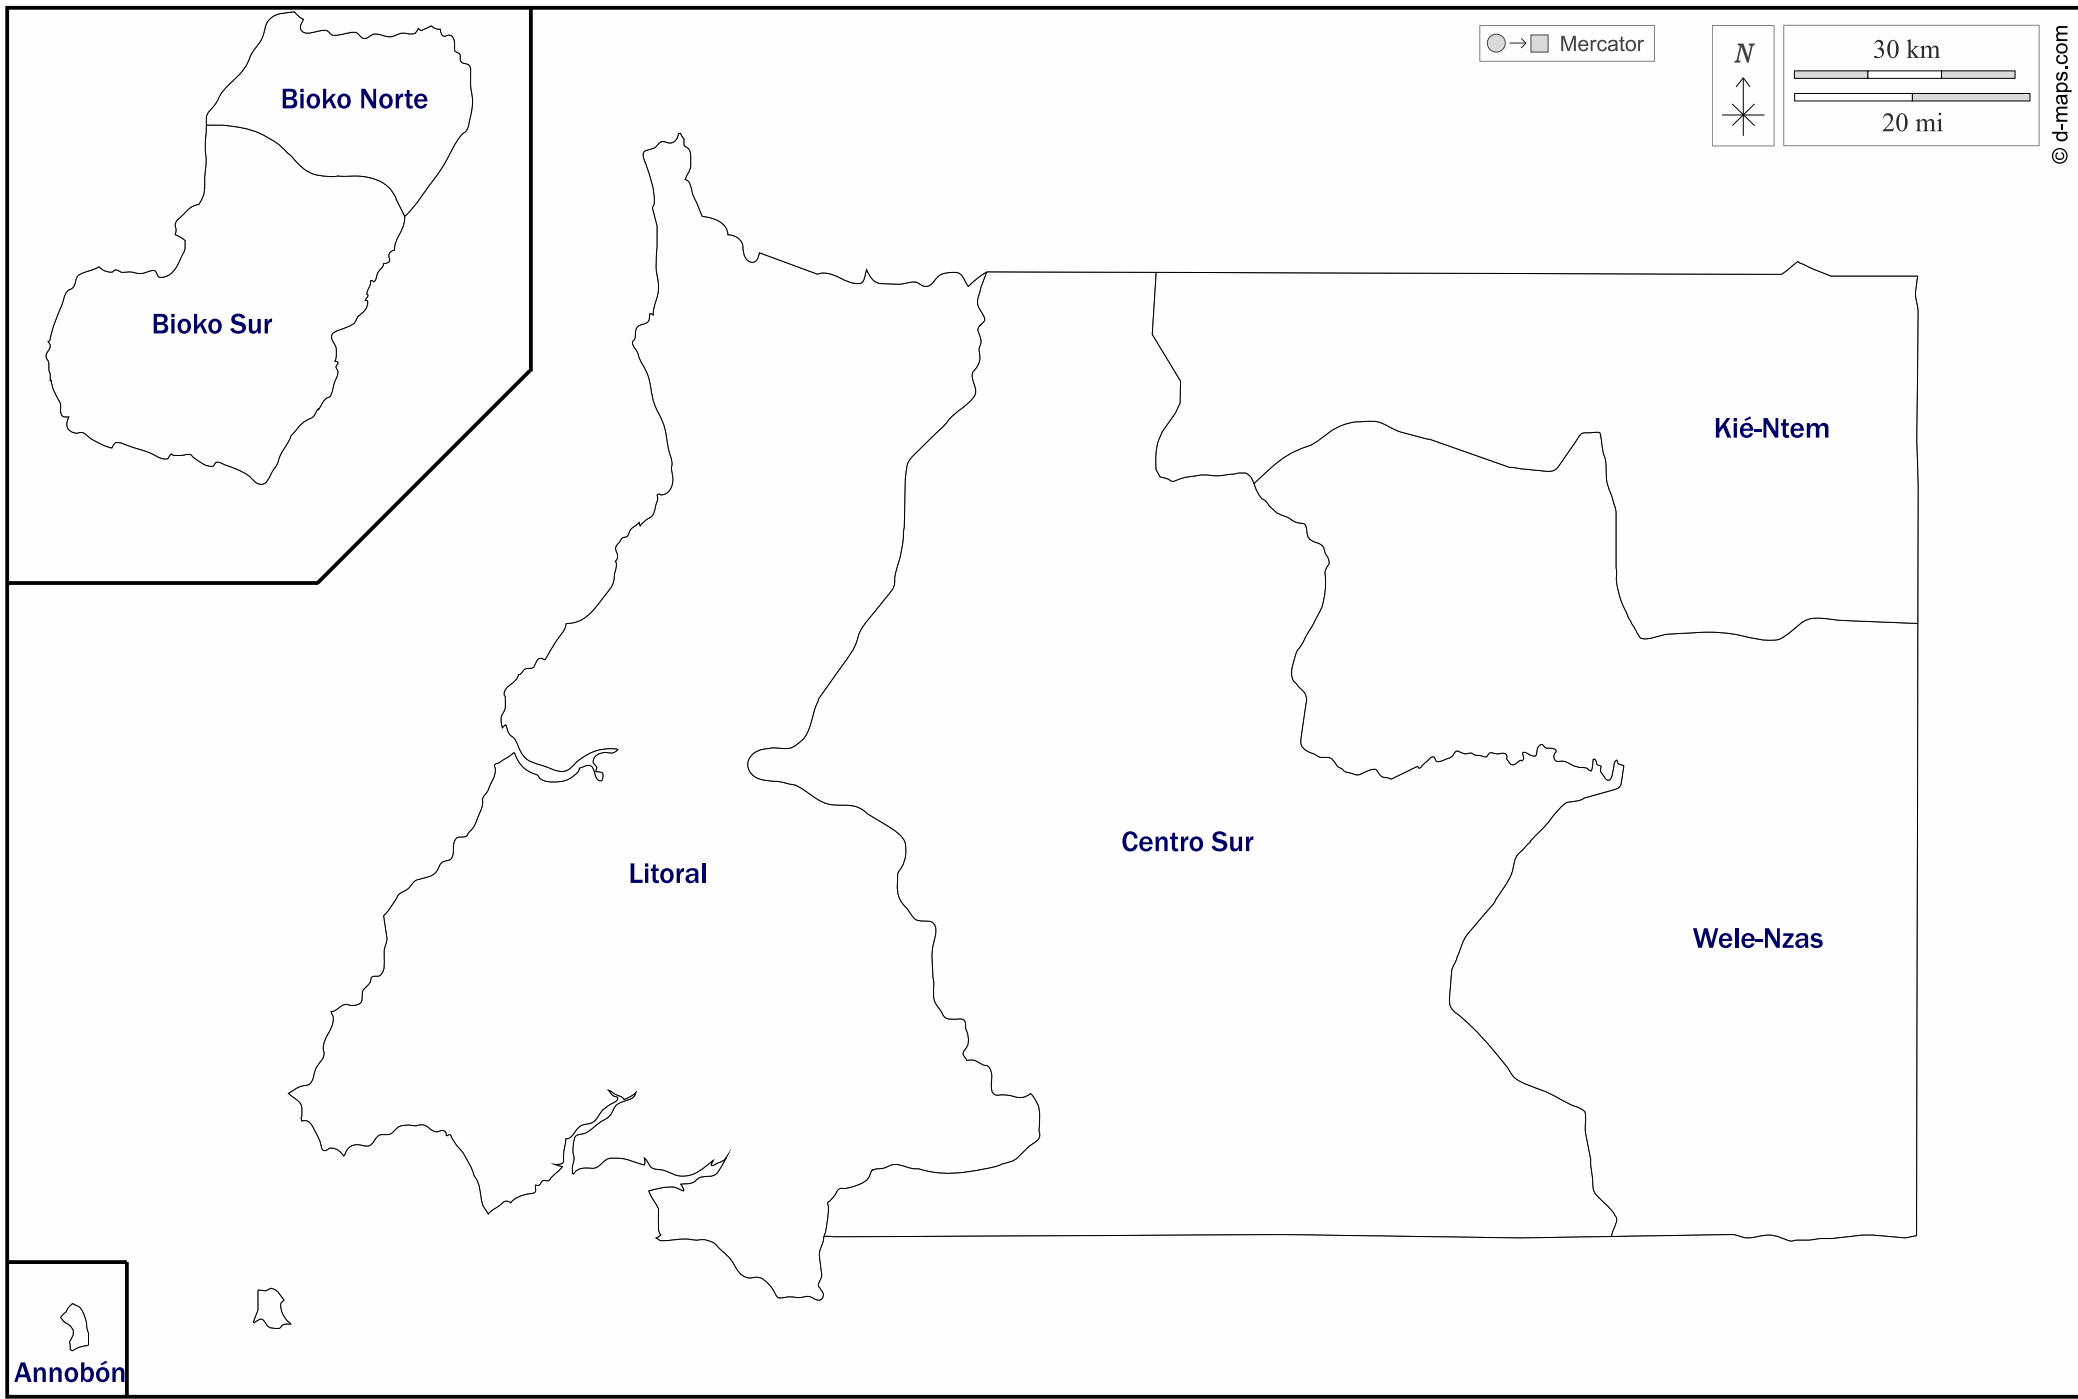 Mercator
N
30 km
20 mi
© d-maps.com
Bioko Norte
Bioko Sur
Kié-Ntem
Centro Sur
Litoral
Wele-Nzas
Annobón